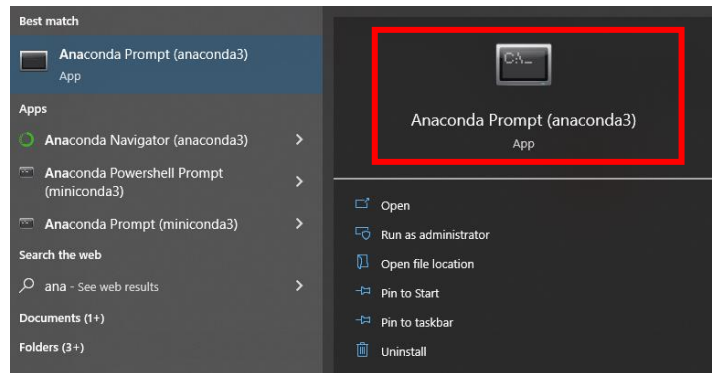 Best match
Anaconda Prompt (anaconda3)
App
Apps
Anaconda Navigator (anaconda3)
Anaconda Powershell Prompt
(miniconda3)
Anaconda Prompt (miniconda3)
Search the web
ana - See web results
Documents (1+)
Folders (3+)
C:\_
Anaconda Prompt (anaconda3)
App
Open
Run as administrator
Open file location
Pin to Start
Pin to taskbar
Uninstall